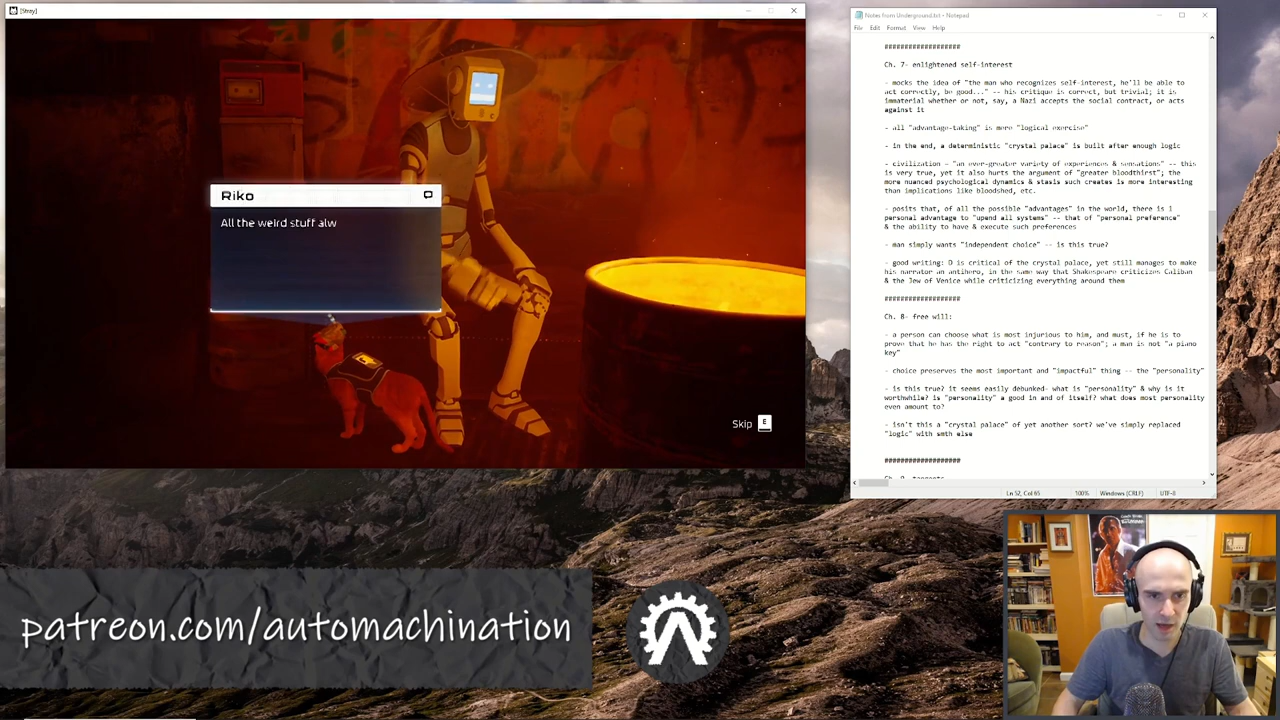 [Stray]
Riko
All the weird stuff alw
Skip E
Notes from Underground.txt - Notepad
File Edit Format View Help
###################
Ch. 7- enlightened self-interest
- mocks the idea of "the man who recognizes self-interest, he'll be able to
act correctly, be good..." -- his critique is correct, but trivial; it is
immaterial whether or not, say, a Nazi accepts the social contract, or acts
against it
- all "advantage-taking" is mere "logical exercise"
- in the end, a deterministic "crystal palace" is built after enough logic
- civilization - "an ever-greater variety of experiences & sensations" -- this
is very true, yet it also hurts the argument of "greater bloodthirst"; the
more nuanced psychological dynamics & stasis such creates is more interesting
than implications like bloodshed, etc.
- posits that, of all the possible "advantages" in the world, there is 1
personal advantage to "upend all systems" -- that of "personal preference"
& the ability to have & execute such preferences
- man simply wants "independent choice" -- is this true?
- good writing: D is critical of the crystal palace, yet still manages to make
his narrator an antihero, in the same way that Shakespeare criticizes Caliban
& the Jew of Venice while criticizing everything around them
###################
Ch. 8- free will:
- a person can choose what is most injurious to him, and must, if he is to
prove that he has the right to act "contrary to reason"; a man is not "a piano
key"
- choice preserves the most important and "impactful" thing -- the "personality"
- is this true? it seems easily debunked- what is "personality" & why is it
worthwhile? is "personality" a good in and of itself? what does most personality
even amount to?
- isn't this a "crystal palace" of yet another sort? we've simply replaced
"logic" with smth else
###################
Ch. 9- tangents
Ln 52, Col 65 100% Windows (CRLF) UTF-8
patreon.com/automachination